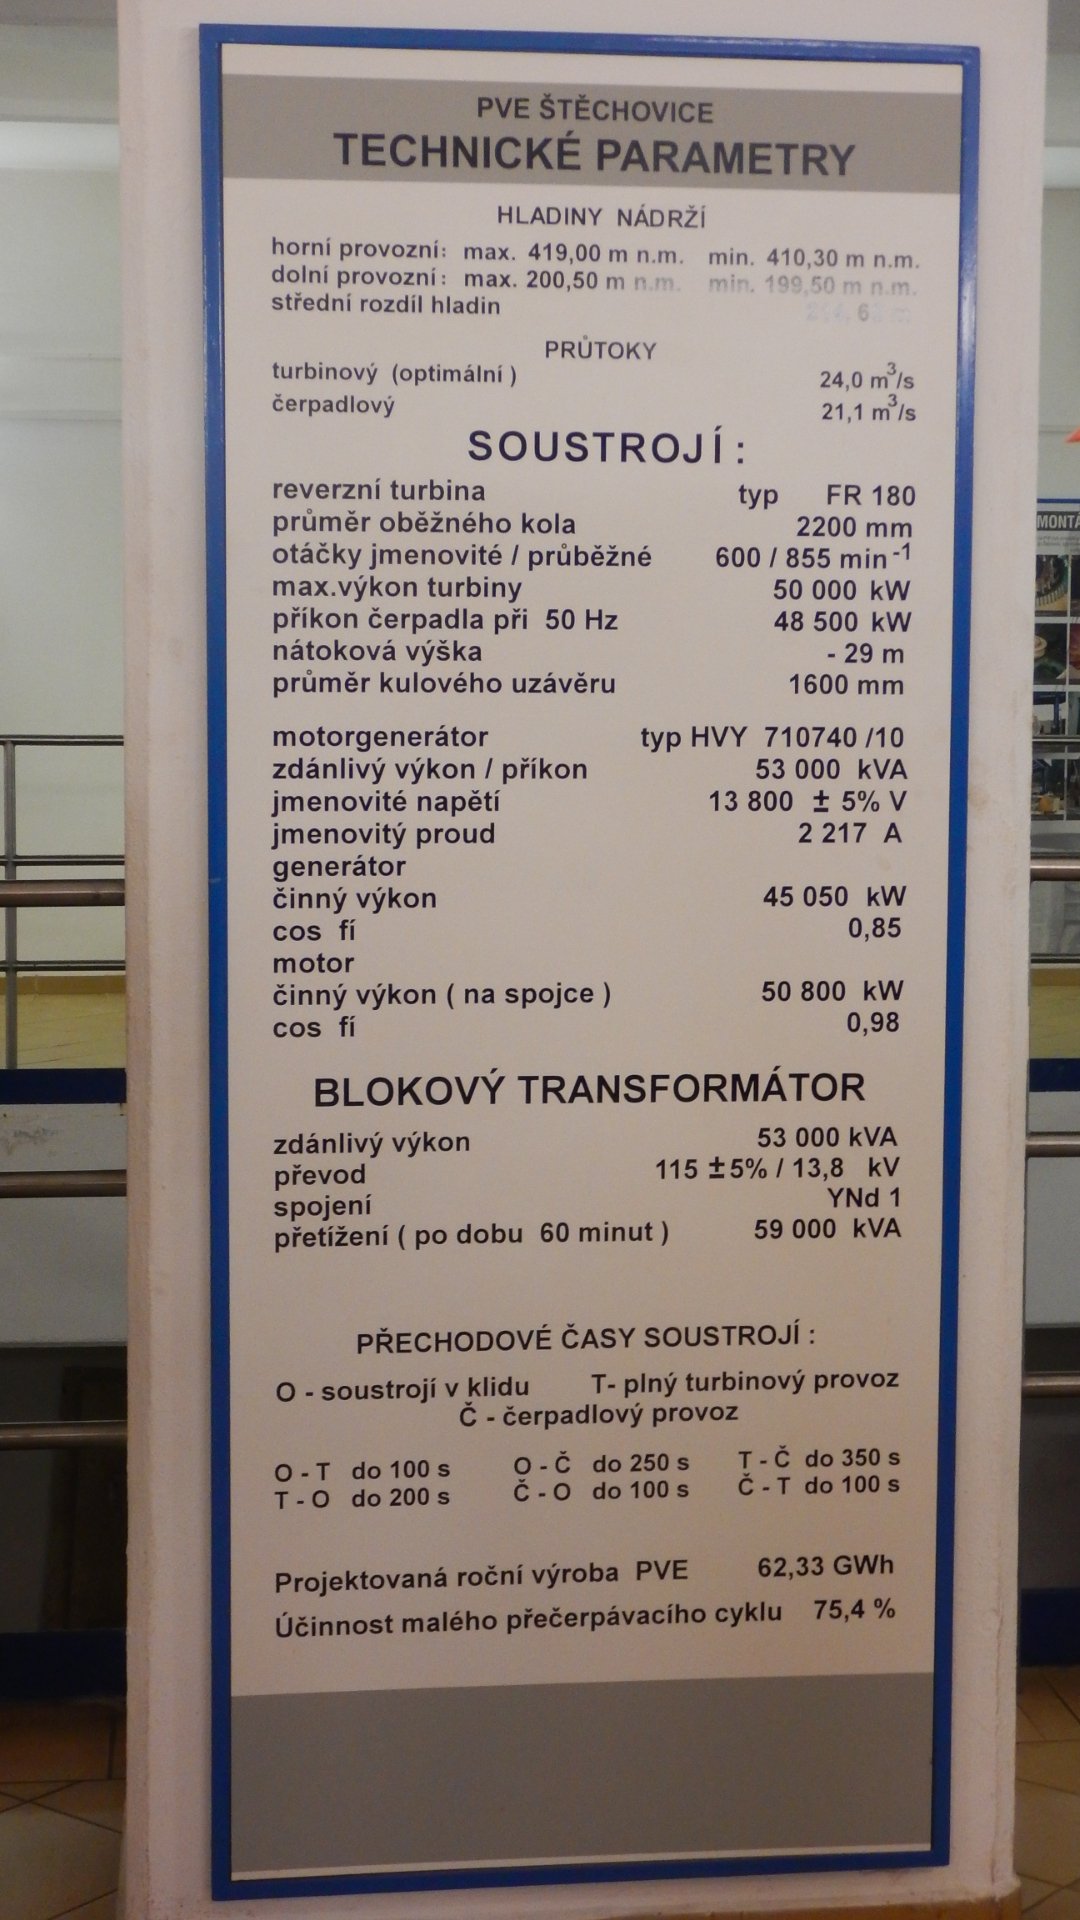 PVE ŠTĚCHOVICE
TECHNICKÉ PARAMETRY
HLADINY NÁDRŽÍ
horní provozní: max. 419,00 m n.m. min. 410,30 m n.m.
dolní provozní: max. 200,50 m n.m. min. 199,50 m n.m.
střední rozdíl hladin
PRŮTOKY
turbinový (optimální ) 24,0 m³/s
čerpadlový 21,1 m³/s
SOUSTROJÍ :
reverzní turbina typ FR 180
průměr oběžného kola 2200 mm
otáčky jmenovité / průběžné 600 / 855 min⁻¹
max.výkon turbiny 50 000 kW
příkon čerpadla při 50 Hz 48 500 kW
nátoková výška - 29 m
průměr kulového uzávěru 1600 mm
motorgenerátor typ HVY 710740 /10
zdánlivý výkon / příkon 53 000 kVA
jmenovité napětí 13 800 ± 5% V
jmenovitý proud 2 217 A
generátor
činný výkon 45 050 kW
cos fí 0,85
motor
činný výkon ( na spojce ) 50 800 kW
cos fí 0,98
BLOKOVÝ TRANSFORMÁTOR
zdánlivý výkon 53 000 kVA
převod 115 ±5% / 13,8 kV
spojení YNd 1
přetížení ( po dobu 60 minut ) 59 000 kVA
PŘECHODOVÉ ČASY SOUSTROJÍ :
O - soustrojí v klidu T- plný turbinový provoz
Č - čerpadlový provoz
O - T do 100 s O - Č do 250 s T - Č do 350 s
T - O do 200 s Č - O do 100 s Č - T do 100 s
Projektovaná roční výroba PVE 62,33 GWh
Účinnost malého přečerpávacího cyklu 75,4 %